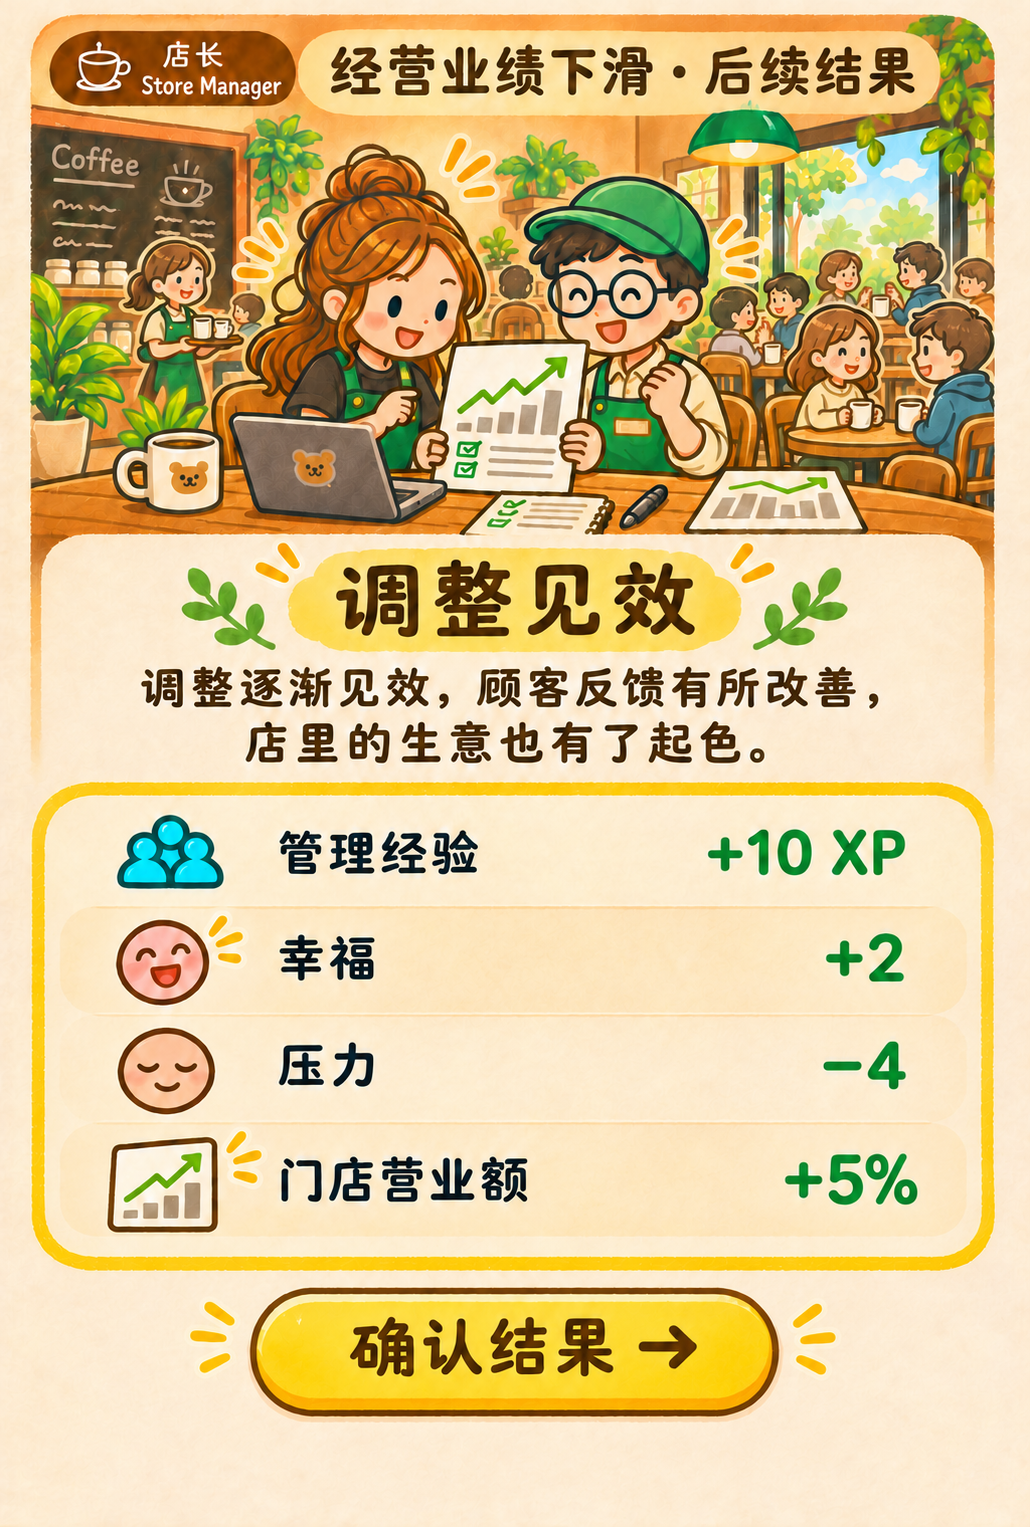 店长
Store Manager
经营业绩下滑·后续结果
Coffee
调整见效
调整逐渐见效，顾客反馈有所改善，
店里的生意也有了起色。
管理经验
+10 XP
幸福
+2
压力
−4
门店营业额
+5%
确认结果→